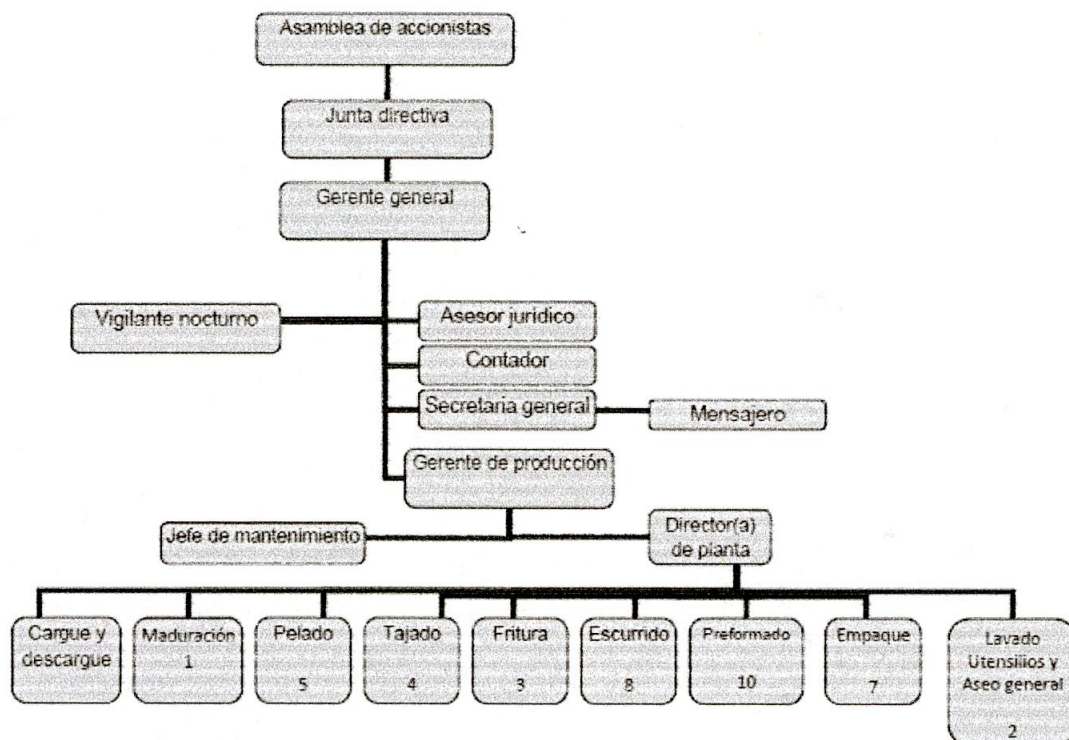 Asamblea de accionistas
Junta directiva
Gerente general
Vigilante nocturno
Asesor jurídico
Contador
Secretaria general
Mensajero
Gerente de producción
Jefe de mantenimiento
Director(a)
de planta
Cargue y
descargue
Maduración
1
Pelado
5
Tajado
4
Fritura
3
Escurrido
8
Preformado
10
Empaque
7
Lavado
Utensilios y
Aseo general
2